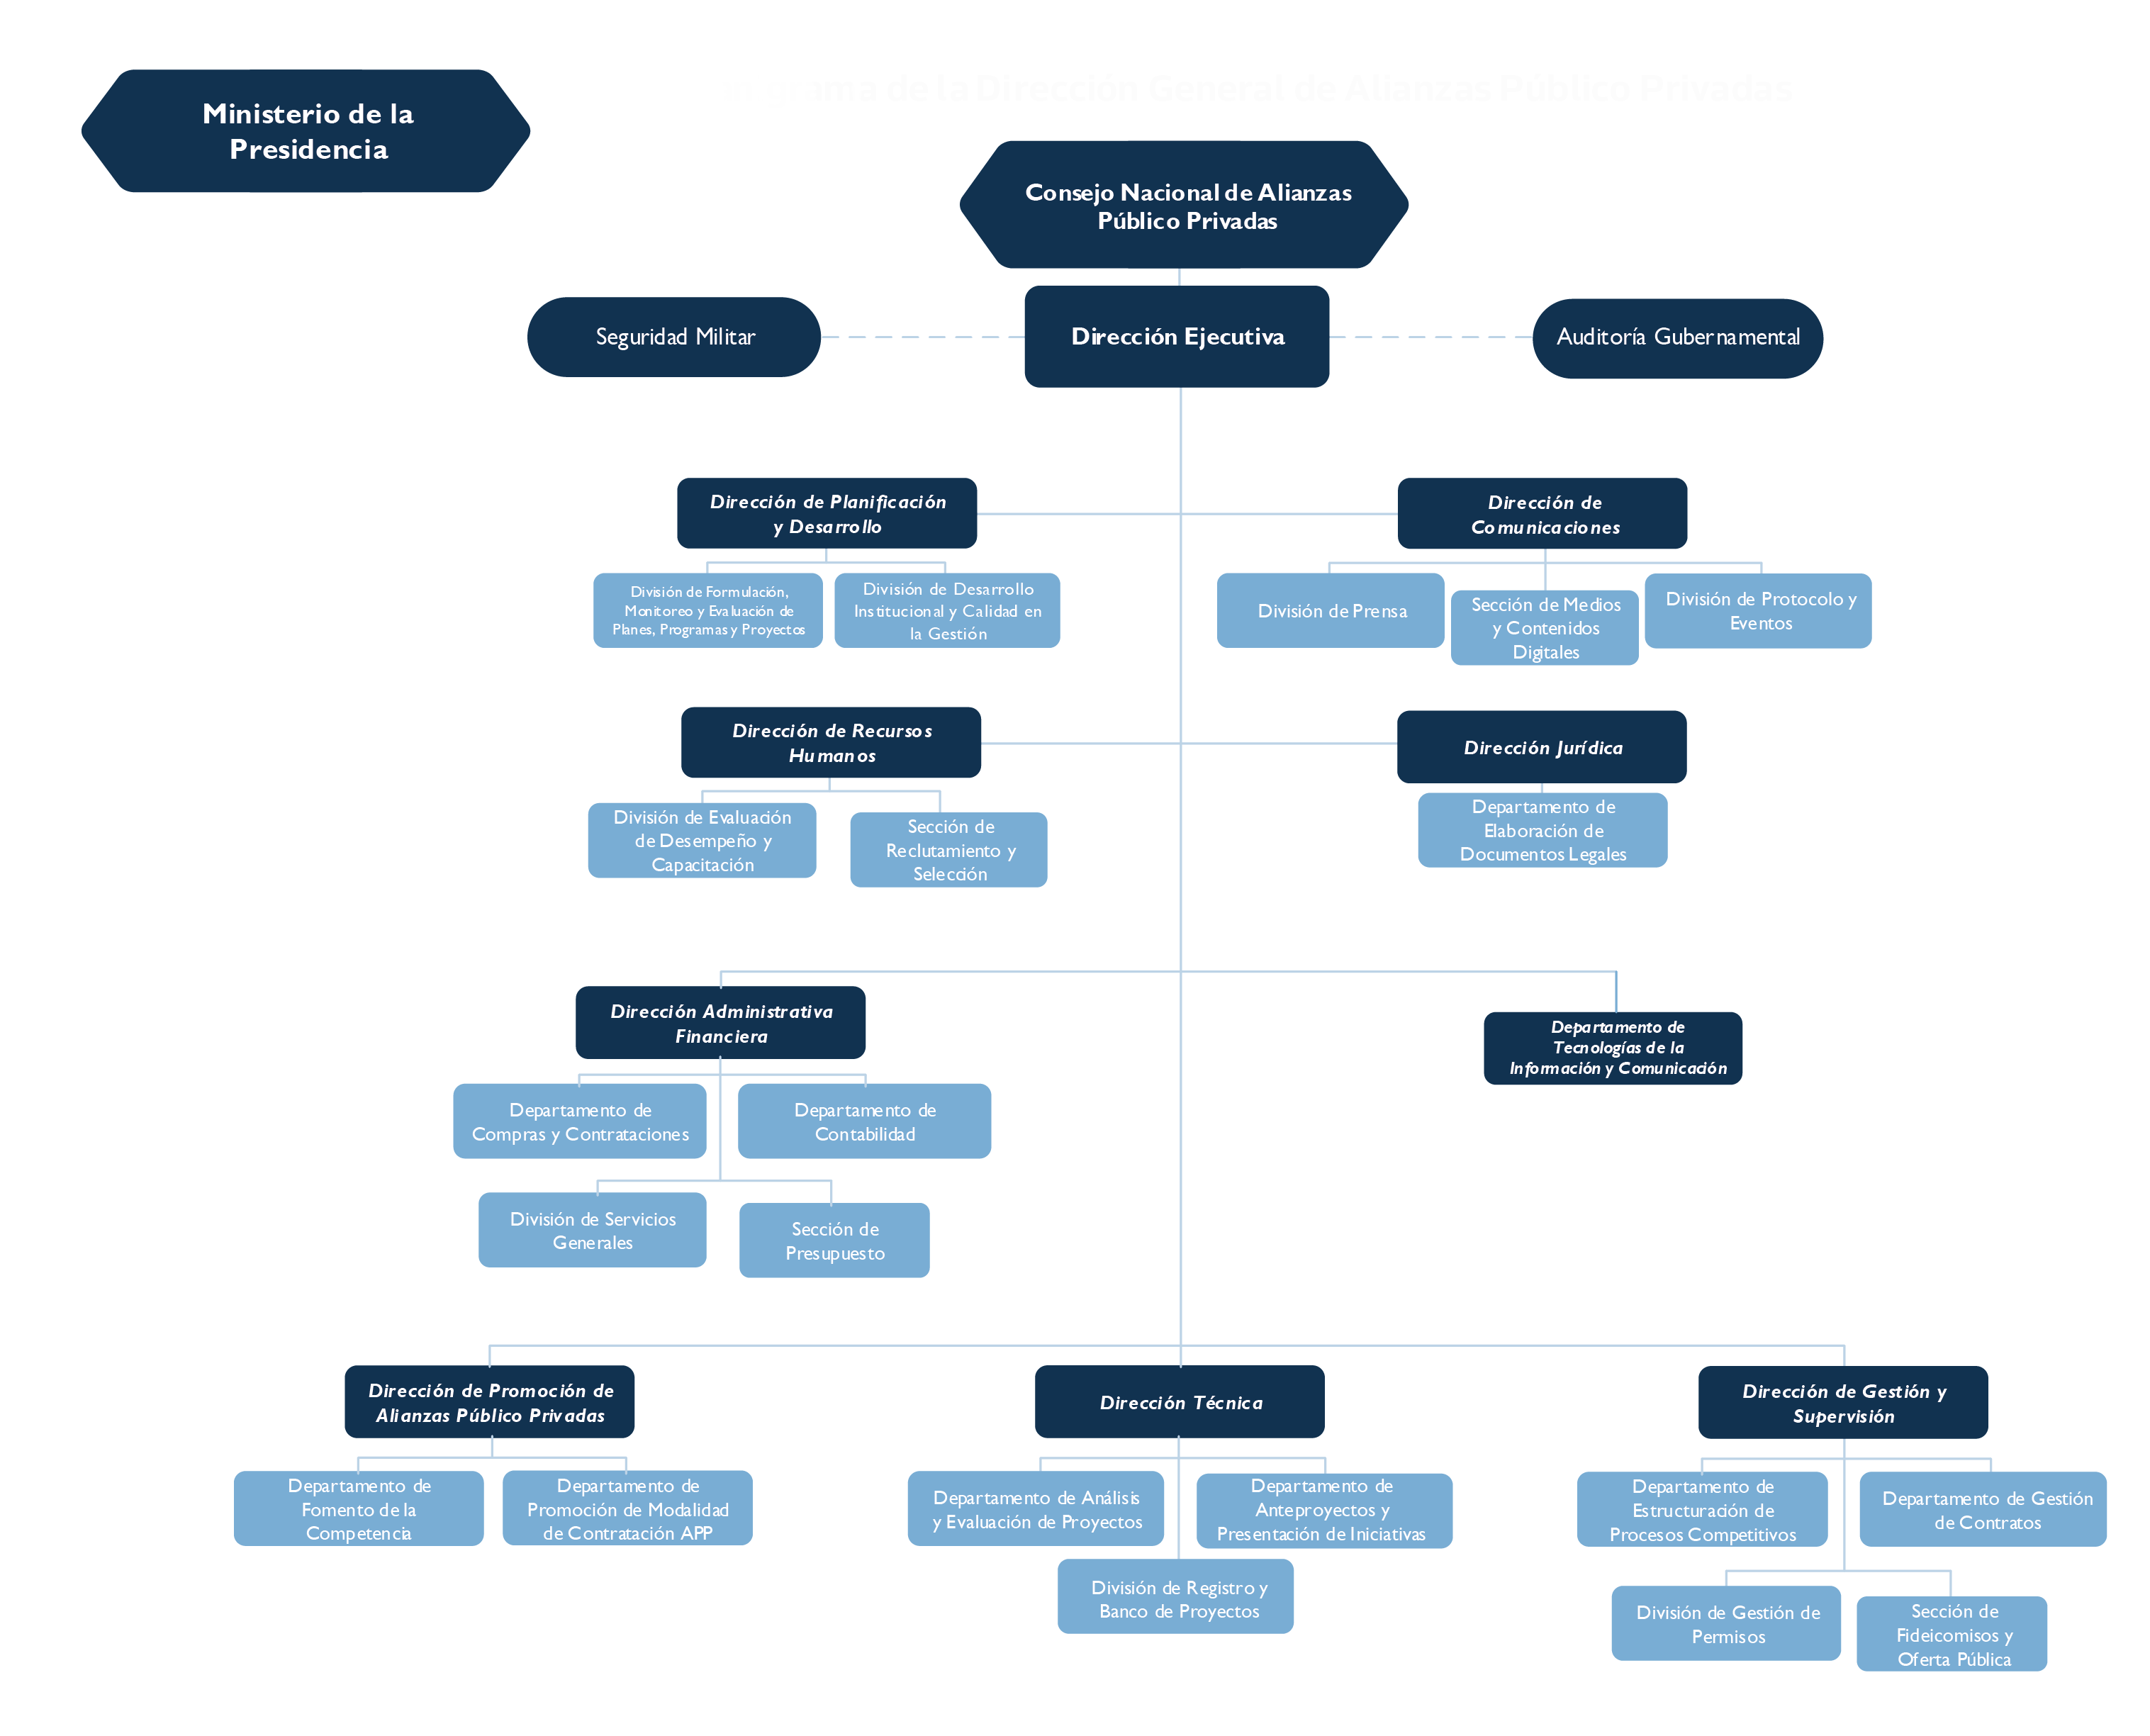 grama de la Dirección General de Alianzas Público Privadas
Ministerio de la
Presidencia
Consejo Nacional de Alianzas
Público Privadas
Seguridad Militar
Dirección Ejecutiva
Auditoría Gubernamental
Dirección de Planificación
y Desarrollo
Dirección de
Comunicaciones
División de Formulación,
Monitoreo y Evaluación de
Planes, Programas y Proyectos
División de Desarrollo
Institucional y Calidad en
la Gestión
División de Prensa
Sección de Medios
y Contenidos
Digitales
División de Protocolo y
Eventos
Dirección de Recursos
Humanos
Dirección Jurídica
División de Evaluación
de Desempeño y
Capacitación
Sección de
Reclutamiento y
Selección
Departamento de
Elaboración de
Documentos Legales
Dirección Administrativa
Financiera
Departamento de
Tecnologías de la
Información y Comunicación
Departamento de
Compras y Contrataciones
Departamento de
Contabilidad
División de Servicios
Generales
Sección de
Presupuesto
Dirección de Promoción de
Alianzas Público Privadas
Dirección Técnica
Dirección de Gestión y
Supervisión
Departamento de
Fomento de la
Competencia
Departamento de
Promoción de Modalidad
de Contratación APP
Departamento de Análisis
y Evaluación de Proyectos
Departamento de
Anteproyectos y
Presentación de Iniciativas
División de Registro y
Banco de Proyectos
Departamento de
Estructuración de
Procesos Competitivos
Departamento de Gestión
de Contratos
División de Gestión de
Permisos
Sección de
Fideicomisos y
Oferta Pública